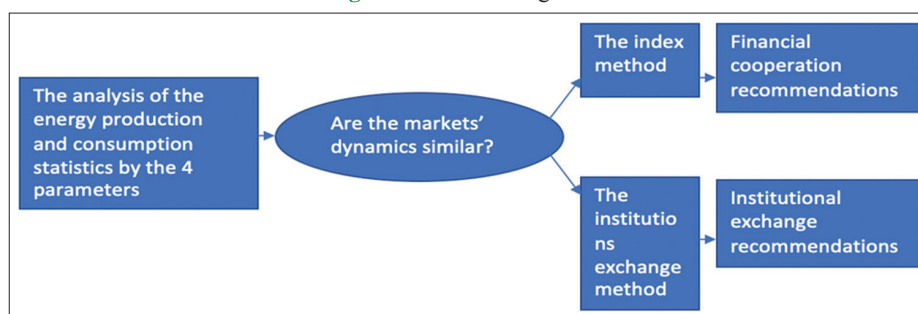 The analysis of the
energy production
and consumption
statistics by the 4
parameters
Are the markets'
dynamics similar?
The index
method
Financial
cooperation
recommendations
The
institutio
ns
exchange
method
Institutional
exchange
recommendations